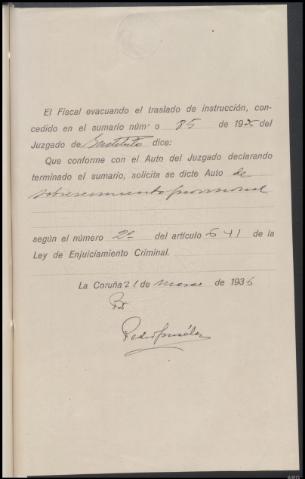 El Fiscal evacuando el traslado de instrucción, con-
cedido en el sumario núm o 85 de 1935 del
Juzgado de Instituto dice:
Que conforme con el Auto del Juzgado declarando
terminado el sumario, solicita se dicte Auto de
sobreseimiento provisional
según el número 2º del artículo 641 de la
Ley de Enjuiciamiento Criminal.
La Coruña 21 de Marzo de 1936
Pedro